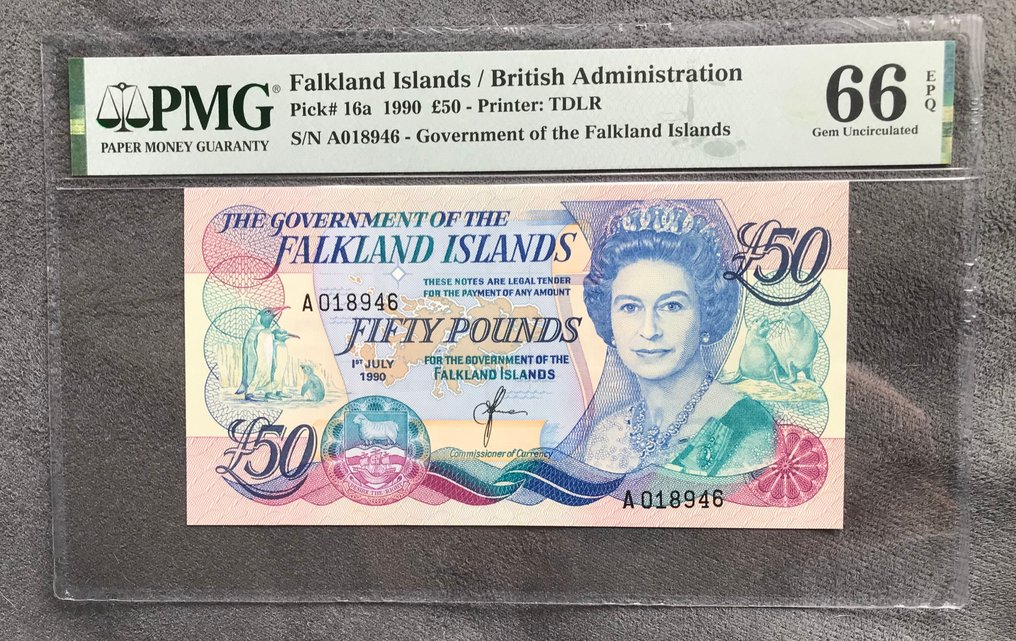 PMG®
PAPER MONEY GUARANTY
Falkland Islands / British Administration
Pick# 16a 1990 £50 - Printer: TDLR
S/N A018946 - Government of the Falkland Islands
66
EPQ
Gem Uncirculated
THE GOVERNMENT OF THE
FALKLAND ISLANDS
£50
THESE NOTES ARE LEGAL TENDER
FOR THE PAYMENT OF ANY AMOUNT
A018946
FIFTY POUNDS
1ST JULY
1990
FOR THE GOVERNMENT OF THE
FALKLAND ISLANDS
£50
Commissioner of Currency
A018946